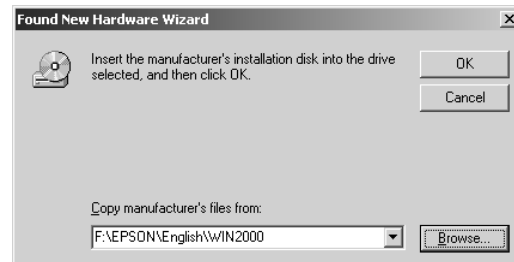 Found New Hardware Wizard
Insert the manufacturer's installation disk into the drive
selected, and then click OK.
OK
Cancel
Copy manufacturer's files from:
F:\EPSON\English\WIN2000
Browse...